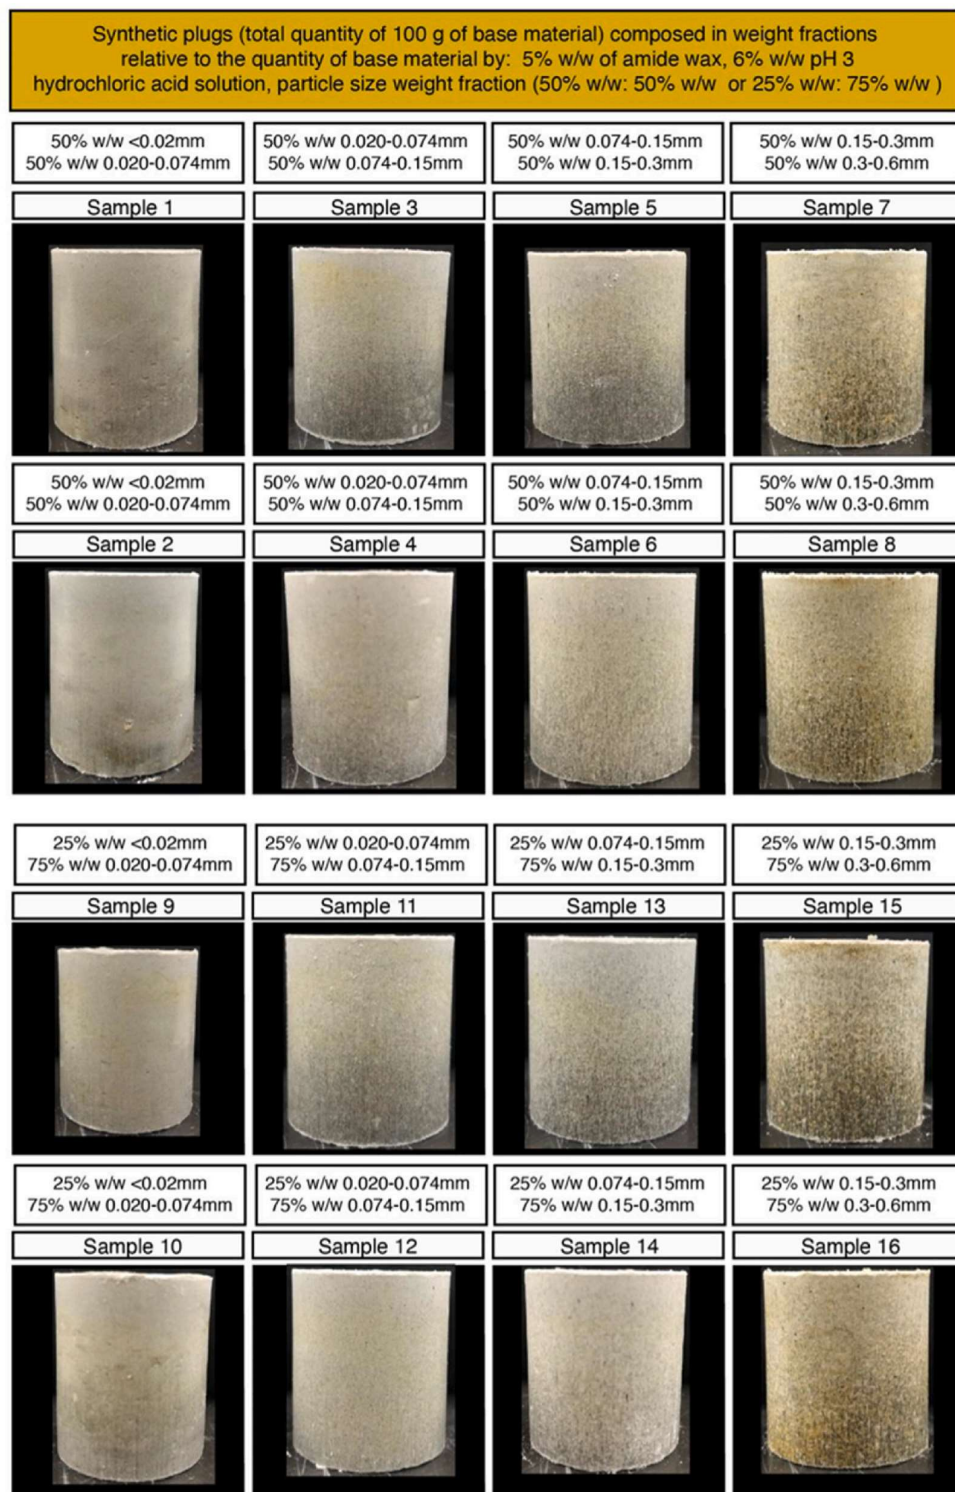 Synthetic plugs (total quantity of 100 g of base material) composed in weight fractions
relative to the quantity of base material by:  5% w/w of amide wax, 6% w/w pH 3
hydrochloric acid solution, particle size weight fraction (50% w/w: 50% w/w  or 25% w/w: 75% w/w )
50% w/w <0.02mm
50% w/w 0.020-0.074mm
Sample 1
50% w/w 0.020-0.074mm
50% w/w 0.074-0.15mm
Sample 3
50% w/w 0.074-0.15mm
50% w/w 0.15-0.3mm
Sample 5
50% w/w 0.15-0.3mm
50% w/w 0.3-0.6mm
Sample 7
50% w/w <0.02mm
50% w/w 0.020-0.074mm
Sample 2
50% w/w 0.020-0.074mm
50% w/w 0.074-0.15mm
Sample 4
50% w/w 0.074-0.15mm
50% w/w 0.15-0.3mm
Sample 6
50% w/w 0.15-0.3mm
50% w/w 0.3-0.6mm
Sample 8
25% w/w <0.02mm
75% w/w 0.020-0.074mm
Sample 9
25% w/w 0.020-0.074mm
75% w/w 0.074-0.15mm
Sample 11
25% w/w 0.074-0.15mm
75% w/w 0.15-0.3mm
Sample 13
25% w/w 0.15-0.3mm
75% w/w 0.3-0.6mm
Sample 15
25% w/w <0.02mm
75% w/w 0.020-0.074mm
Sample 10
25% w/w 0.020-0.074mm
75% w/w 0.074-0.15mm
Sample 12
25% w/w 0.074-0.15mm
75% w/w 0.15-0.3mm
Sample 14
25% w/w 0.15-0.3mm
75% w/w 0.3-0.6mm
Sample 16